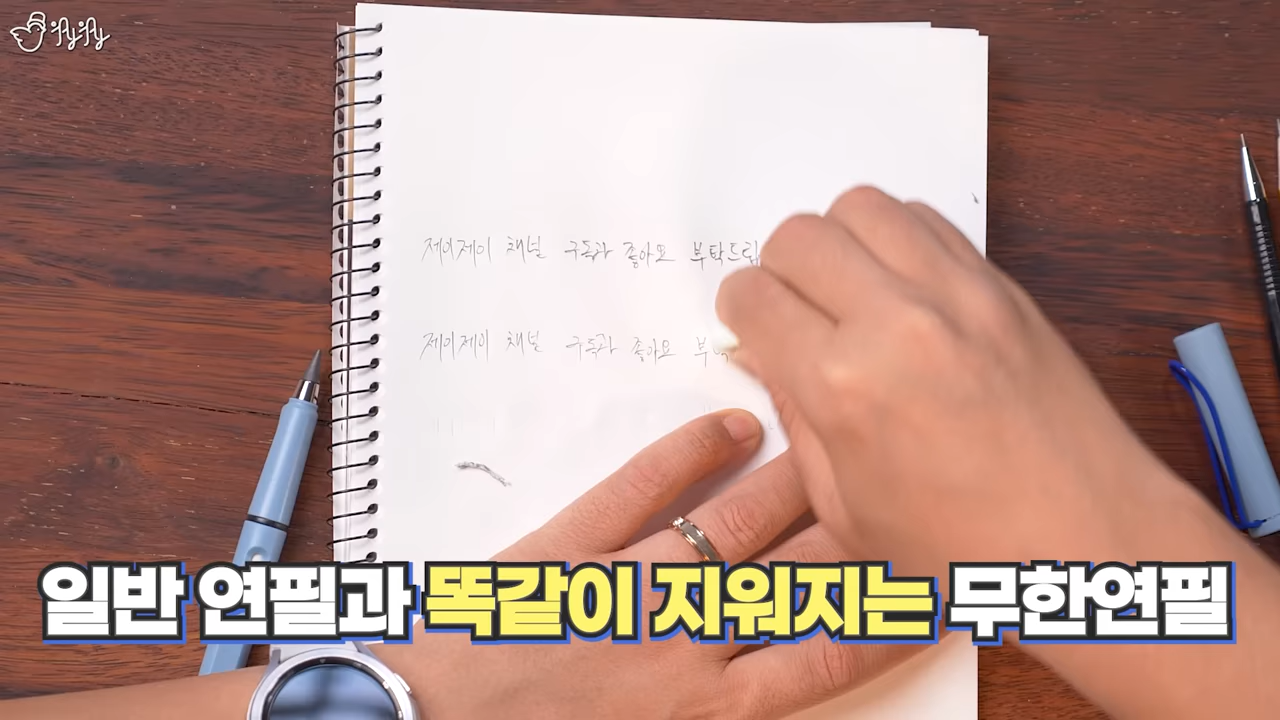 제이제이 채널 구독과 좋아요 부탁드립
제이제이 채널 구독과 좋아요
일반 연필과 똑같이 지워지는 무한연필